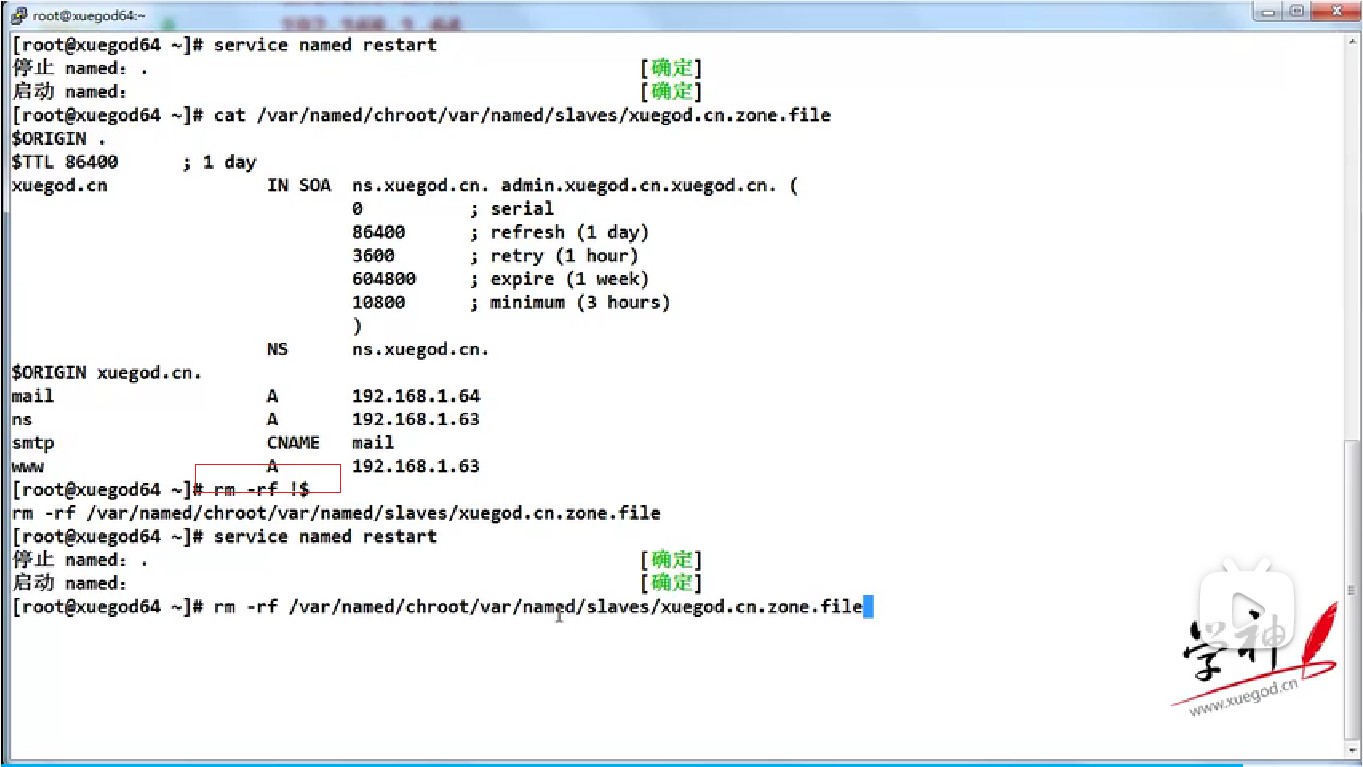 root@xuegod64:~
192.168.1.64
[root@xuegod64 ~]# service named restart
停止 named: . [确定]
启动 named: [确定]
[root@xuegod64 ~]# cat /var/named/chroot/var/named/slaves/xuegod.cn.zone.file
$ORIGIN .
$TTL 86400 ; 1 day
xuegod.cn IN SOA ns.xuegod.cn. admin.xuegod.cn.xuegod.cn. (
0 ; serial
86400 ; refresh (1 day)
3600 ; retry (1 hour)
604800 ; expire (1 week)
10800 ; minimum (3 hours)
)
NS ns.xuegod.cn.
$ORIGIN xuegod.cn.
mail A 192.168.1.64
ns A 192.168.1.63
smtp CNAME mail
www A 192.168.1.63
[root@xuegod64 ~]# rm -rf !$
rm -rf /var/named/chroot/var/named/slaves/xuegod.cn.zone.file
[root@xuegod64 ~]# service named restart
停止 named: . [确定]
启动 named: [确定]
[root@xuegod64 ~]# rm -rf /var/named/chroot/var/named/slaves/xuegod.cn.zone.file
学神
www.xuegod.cn